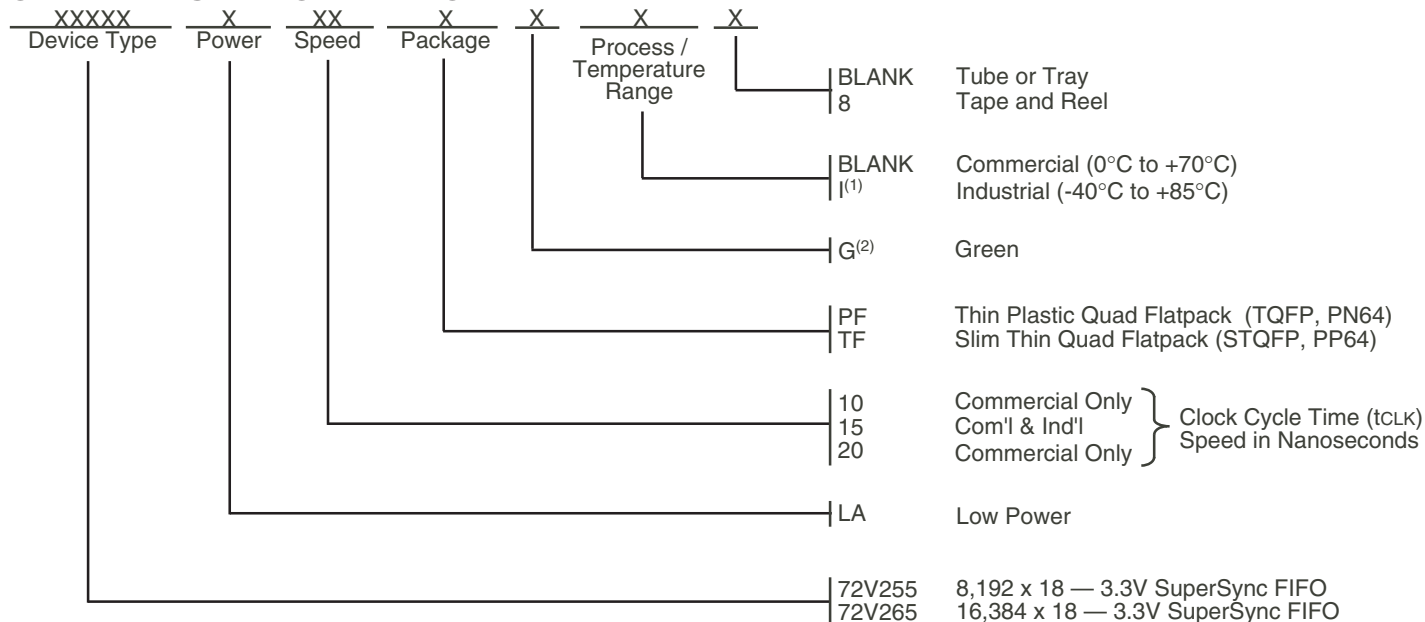 XXXXX X XX X X X X
Device Type Power Speed Package Process /
Temperature
Range
BLANK Tube or Tray
8 Tape and Reel
BLANK Commercial (0°C to +70°C)
I(1) Industrial (-40°C to +85°C)
G(2) Green
PF Thin Plastic Quad Flatpack (TQFP, PN64)
TF Slim Thin Quad Flatpack (STQFP, PP64)
10 Commercial Only
15 Com'l & Ind'l
20 Commercial Only
Clock Cycle Time (tCLK)
Speed in Nanoseconds
LA Low Power
72V255 8,192 x 18 — 3.3V SuperSync FIFO
72V265 16,384 x 18 — 3.3V SuperSync FIFO